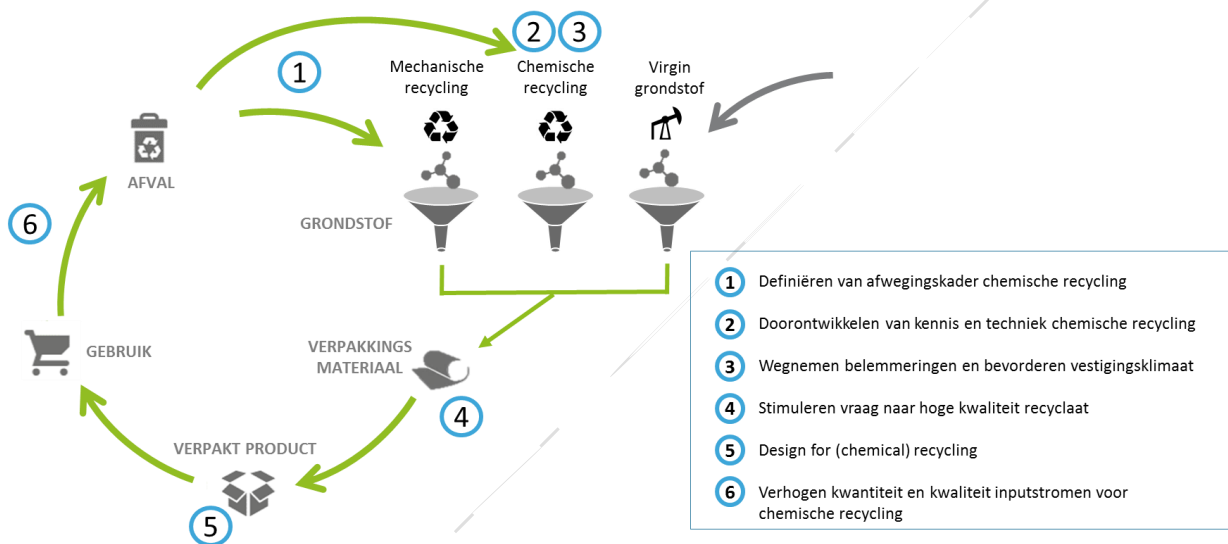 2 3
1
Mechanische
recycling
Chemische
recycling
Virgin
grondstof
AFVAL
GRONDSTOF
6
GEBRUIK
VERPAKKINGS
MATERIAAL
4
VERPAKT PRODUCT
5
1 Definiëren van afwegingskader chemische recycling
2 Doorontwikkelen van kennis en techniek chemische recycling
3 Wegnemen belemmeringen en bevorderen vestigingsklimaat
4 Stimuleren vraag naar hoge kwaliteit recyclaat
5 Design for (chemical) recycling
6 Verhogen kwantiteit en kwaliteit inputstromen voor
chemische recycling